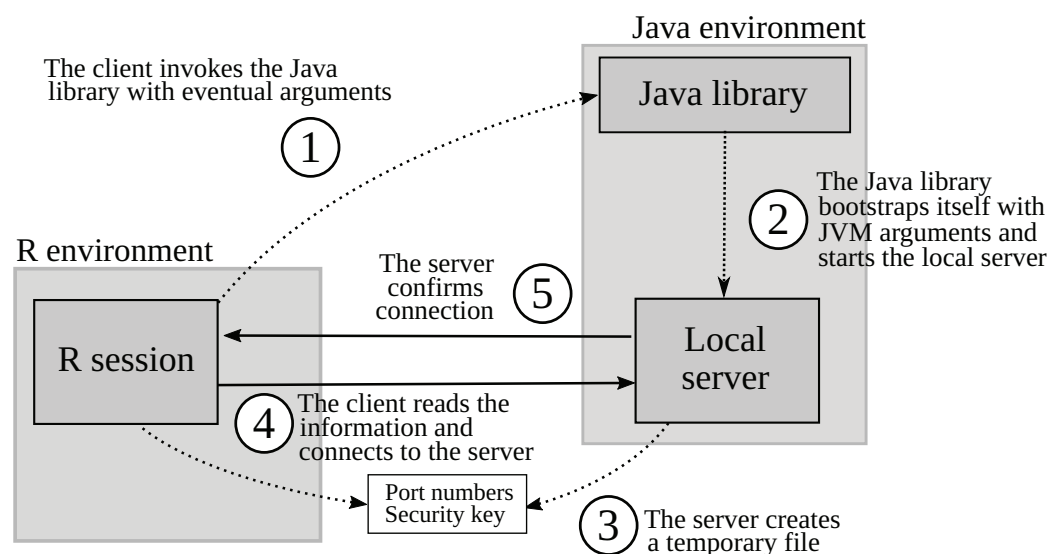 Java environment
The client invokes the Java
library with eventual arguments
1
Java library
2
The Java library
bootstraps itself with
JVM arguments and
starts the local server
R environment
The server
confirms
connection
5
R session
Local
server
4
The client reads the
information and
connects to the server
Port numbers
Security key
3
The server creates
a temporary file